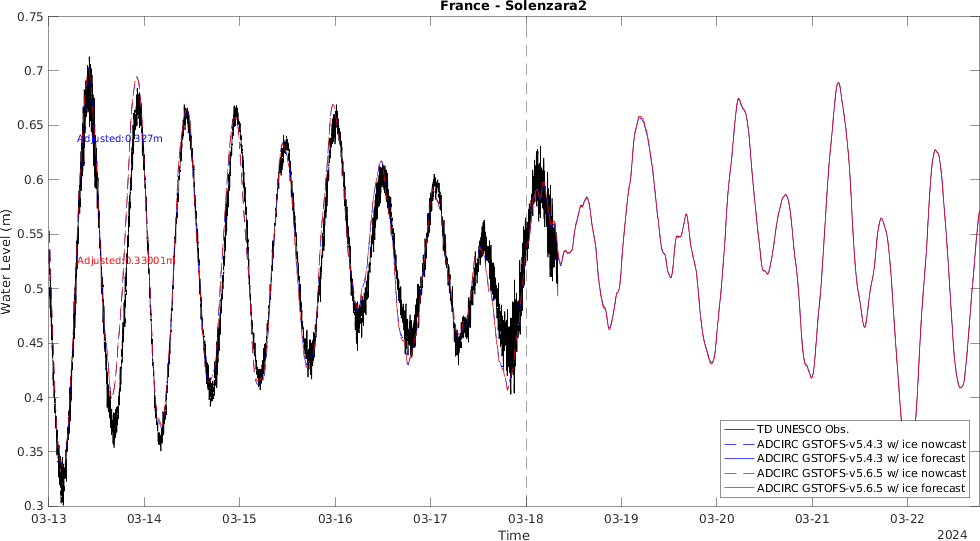 France - Solenzara2
0.75
0.7
0.65
0.6
0.55
0.5
0.45
0.4
0.35
0.3
Water Level (m)
Adjusted:0.327m
Adjusted:0.33001m
TD UNESCO Obs.
ADCIRC GSTOFS-v5.4.3 w/ ice nowcast
ADCIRC GSTOFS-v5.4.3 w/ ice forecast
ADCIRC GSTOFS-v5.6.5 w/ ice nowcast
ADCIRC GSTOFS-v5.6.5 w/ ice forecast
03-13 03-14 03-15 03-16 03-17 03-18 03-19 03-20 03-21 03-22
Time
2024